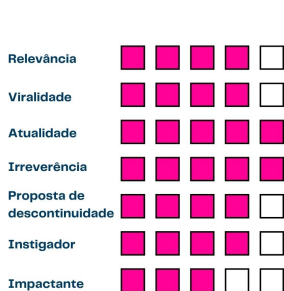 Relevância
Viralidade
Atualidade
Irreverência
Proposta de
descontinuidade
Instigador
Impactante